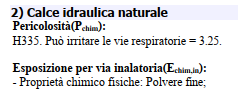 2) Calce idraulica naturale
Pericolosità(Pchim):
H335. Può irritare le vie respiratorie = 3.25.
Esposizione per via inalatoria(Echim,in):
- Proprietà chimico fisiche: Polvere fine;